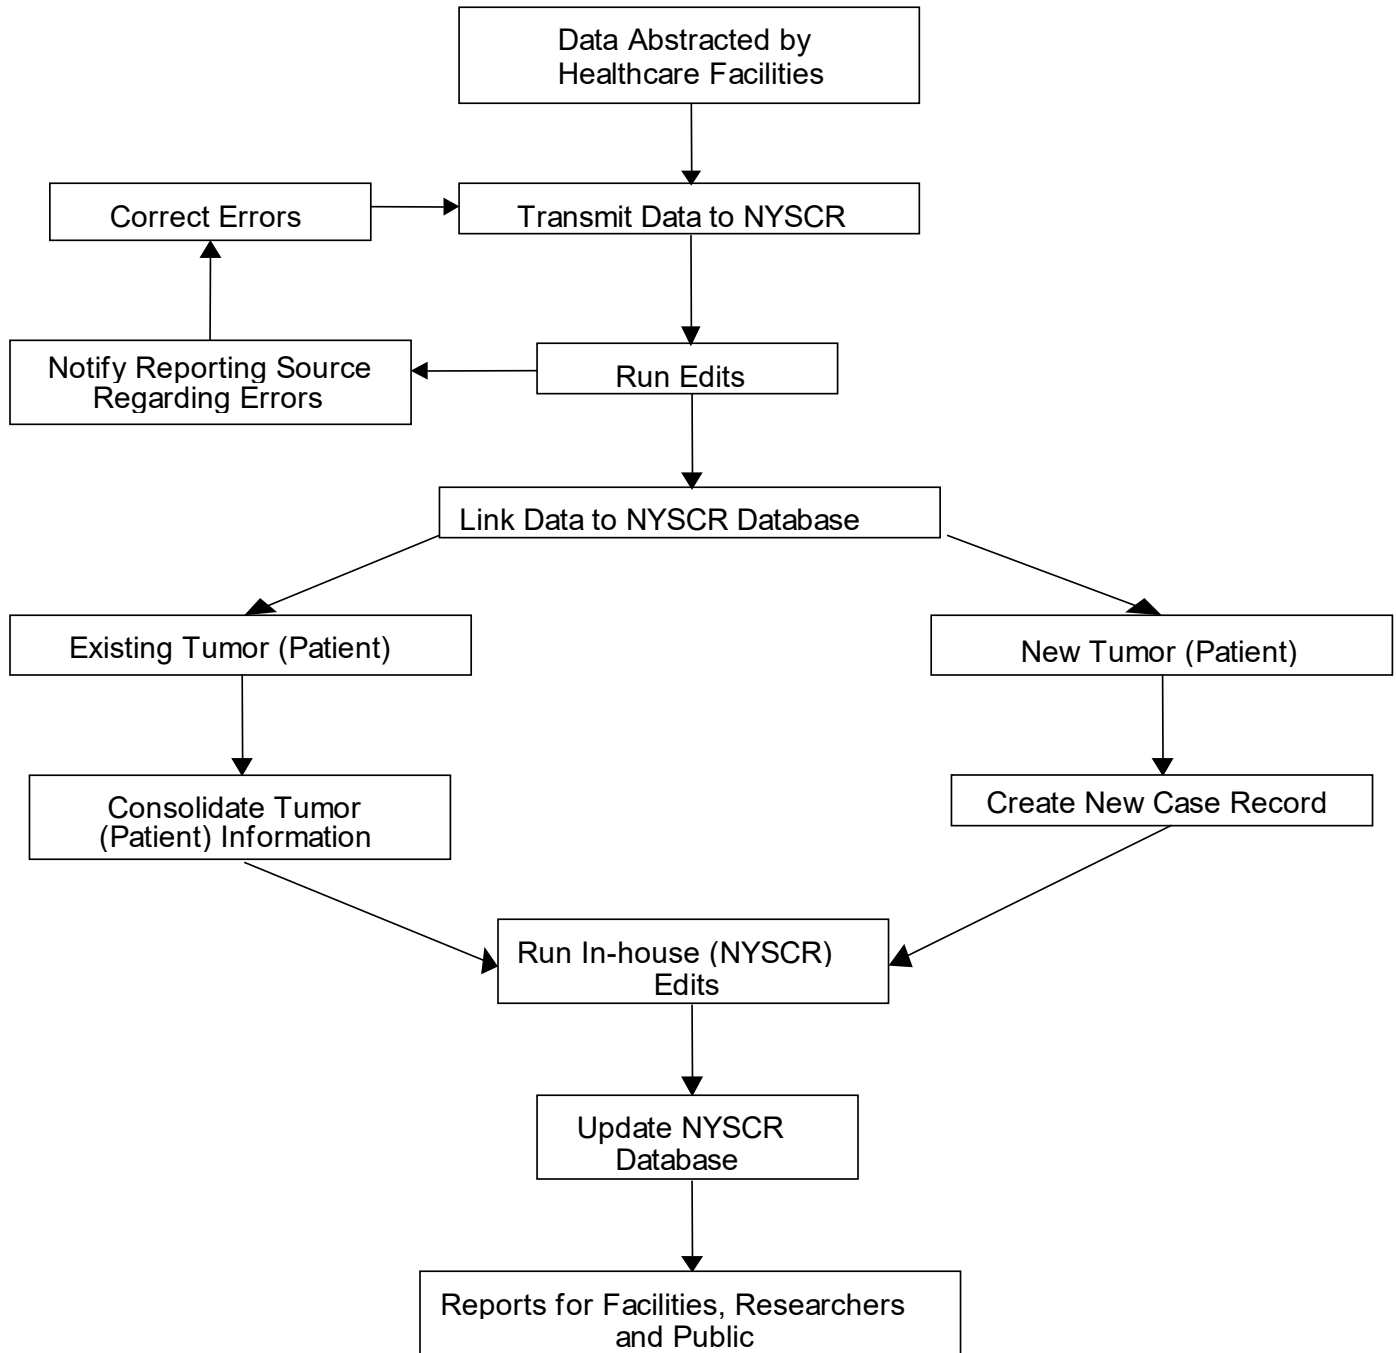 Data Abstracted by
Healthcare Facilities
Correct Errors
Transmit Data to NYSCR
Notify Reporting Source
Regarding Errors
Run Edits
Link Data to NYSCR Database
Existing Tumor (Patient)
New Tumor (Patient)
Consolidate Tumor
(Patient) Information
Create New Case Record
Run In-house (NYSCR)
Edits
Update NYSCR
Database
Reports for Facilities, Researchers
and Public